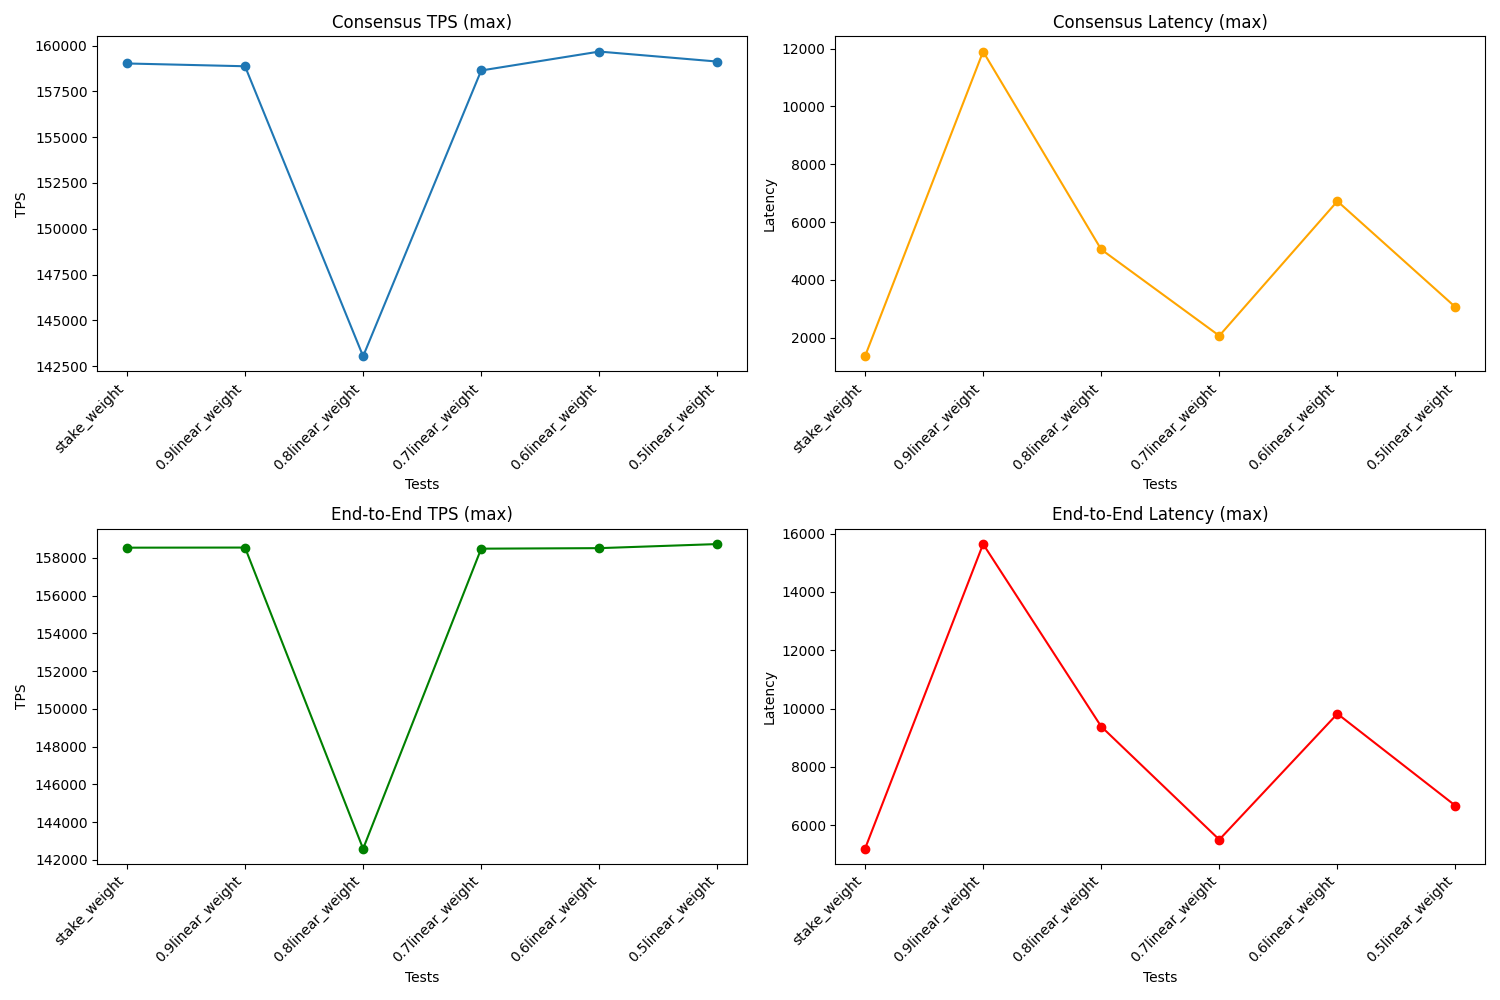 Consensus TPS (max)
TPS
160000
157500
155000
152500
150000
147500
145000
142500
stake_weight
0.9linear_weight
0.8linear_weight
0.7linear_weight
0.6linear_weight
0.5linear_weight
Tests
Consensus Latency (max)
Latency
12000
10000
8000
6000
4000
2000
stake_weight
0.9linear_weight
0.8linear_weight
0.7linear_weight
0.6linear_weight
0.5linear_weight
Tests
End-to-End TPS (max)
TPS
158000
156000
154000
152000
150000
148000
146000
144000
142000
stake_weight
0.9linear_weight
0.8linear_weight
0.7linear_weight
0.6linear_weight
0.5linear_weight
Tests
End-to-End Latency (max)
Latency
16000
14000
12000
10000
8000
6000
stake_weight
0.9linear_weight
0.8linear_weight
0.7linear_weight
0.6linear_weight
0.5linear_weight
Tests